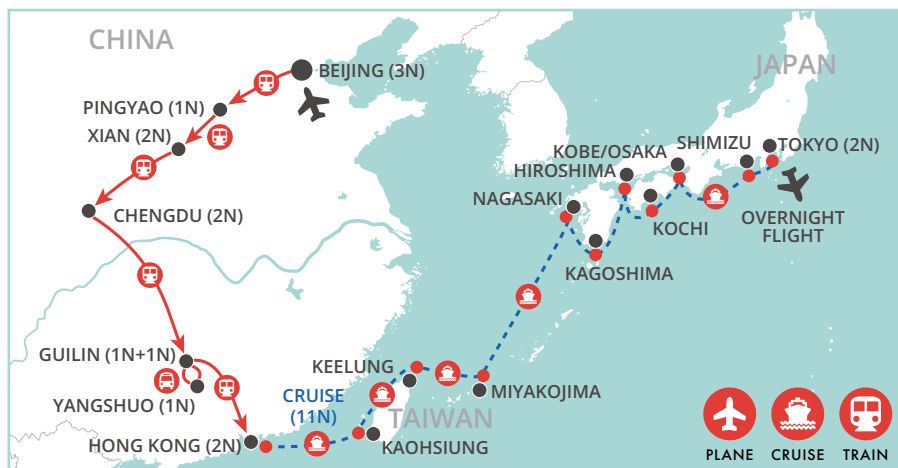 CHINA
JAPAN
BEIJING (3N)
PINGYAO (1N)
XIAN (2N)
CHENGDU (2N)
GUILIN (1N+1N)
YANGSHUO (1N)
HONG KONG (2N)
CRUISE
(11N)
KEELUNG
TAIWAN
KAOHSIUNG
MIYAKOJIMA
NAGASAKI
KAGOSHIMA
HIROSHIMA
KOBE/OSAKA
KOCHI
SHIMIZU
TOKYO (2N)
OVERNIGHT
FLIGHT
PLANE
CRUISE
TRAIN